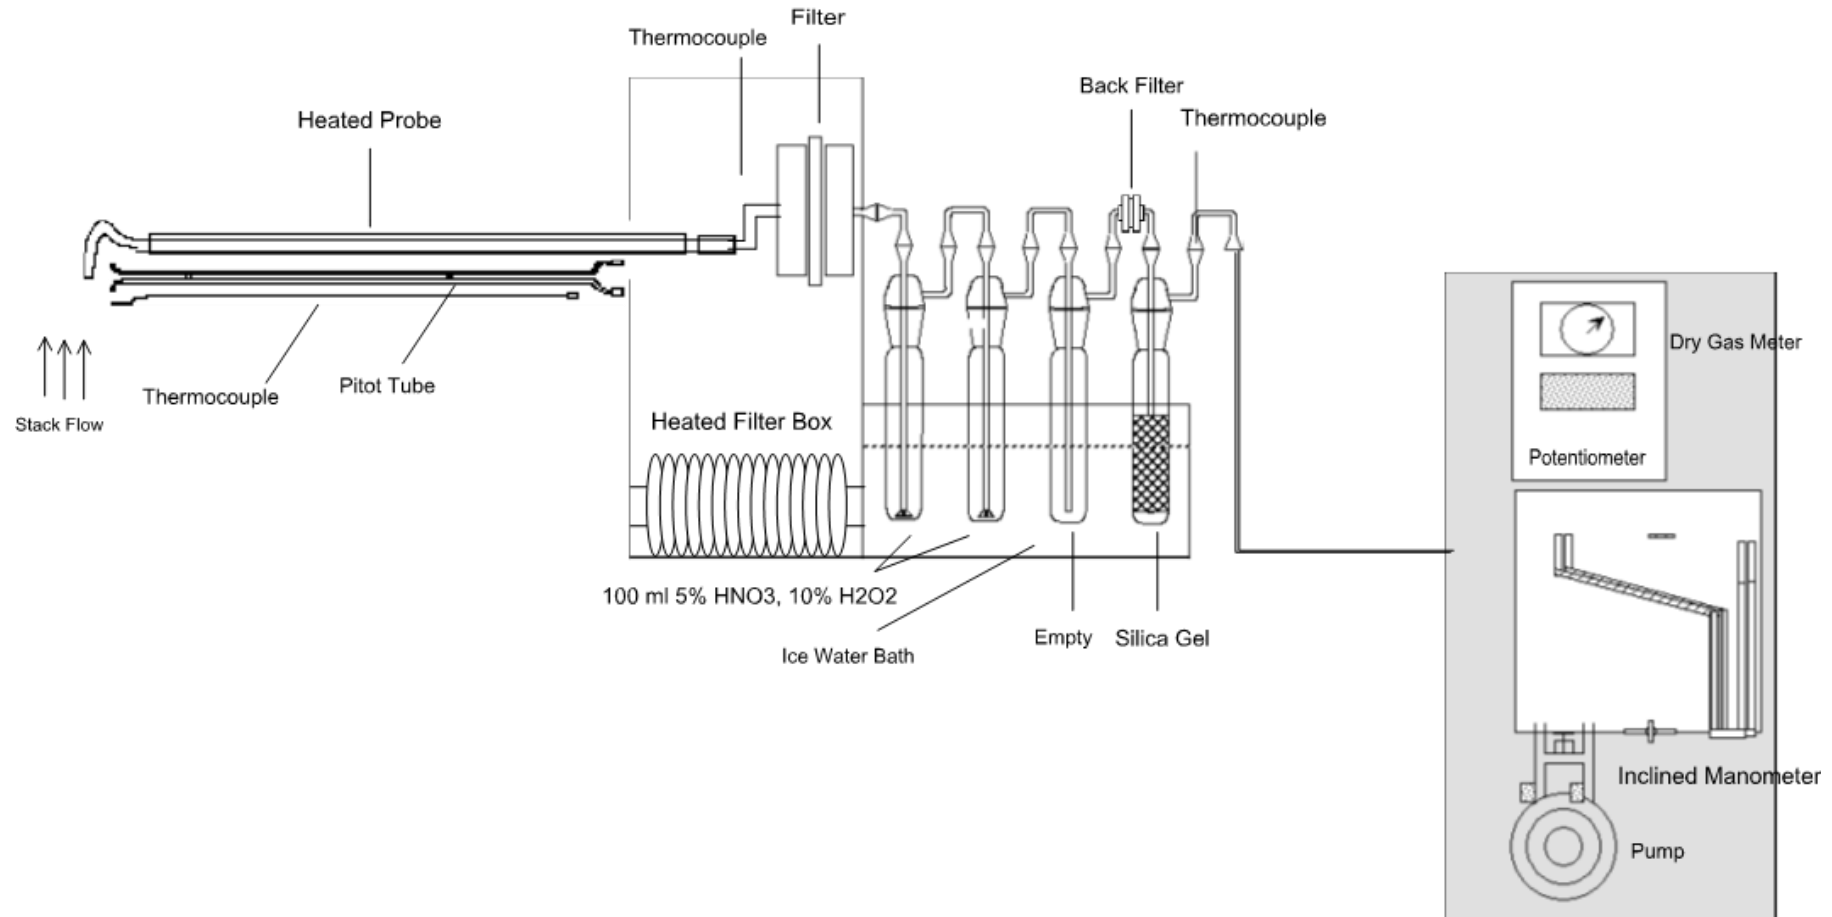 Filter
Thermocouple
Back Filter
Heated Probe
Thermocouple
Dry Gas Meter
Pitot Tube
Thermocouple
Stack Flow
Heated Filter Box
Potentiometer
100 ml 5% HNO3, 10% H2O2
Empty
Silica Gel
Ice Water Bath
Inclined Manometer
Pump